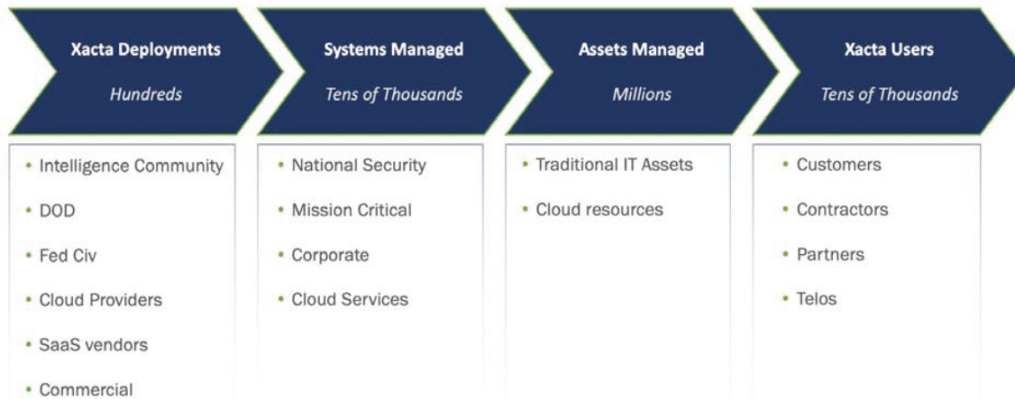 Xacta Deployments
Hundreds
• Intelligence Community
• DOD
• Fed Civ
• Cloud Providers
• SaaS vendors
• Commercial
Systems Managed
Tens of Thousands
• National Security
• Mission Critical
• Corporate
• Cloud Services
Assets Managed
Millions
• Traditional IT Assets
• Cloud resources
Xacta Users
Tens of Thousands
• Customers
• Contractors
• Partners
• Telos